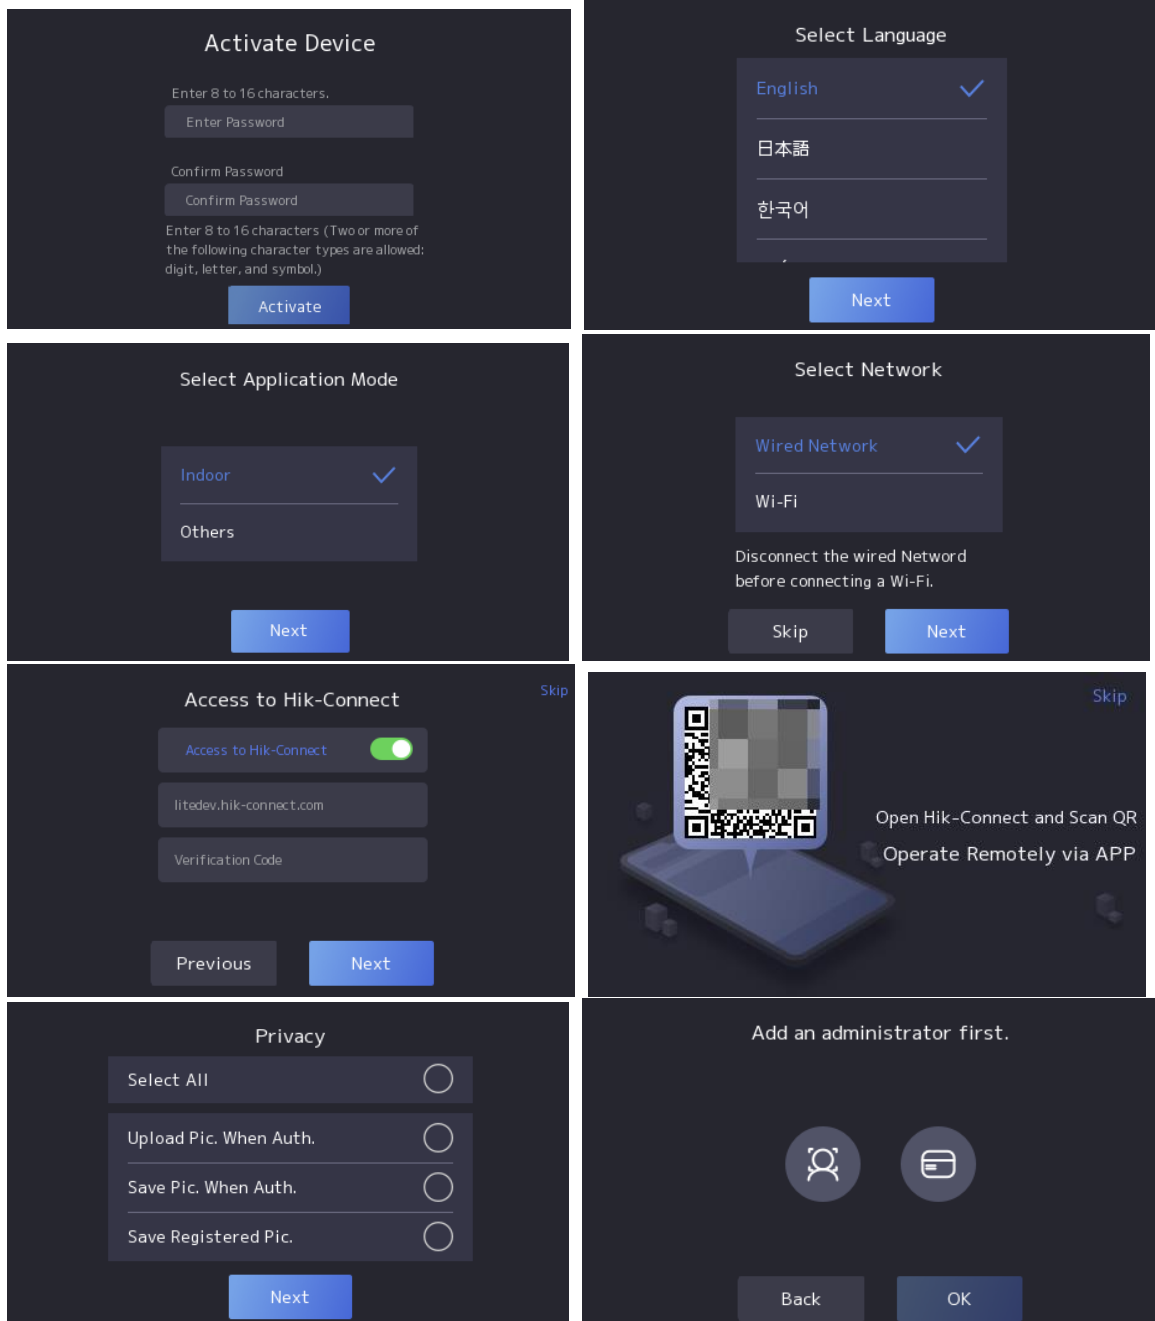 Activate Device
Enter 8 to 16 characters.
Enter Password
Confirm Password
Confirm Password
Enter 8 to 16 characters (Two or more of
the following character types are allowed:
digit, letter, and symbol.)
Activate
Select Language
English
日本語
한국어
Next
Select Application Mode
Indoor
Others
Next
Select Network
Wired Network
Wi-Fi
Disconnect the wired Netword
before connecting a Wi-Fi.
Skip
Next
Skip
Access to Hik-Connect
Access to Hik-Connect
litedev.hik-connect.com
Verification Code
Previous
Next
Skip
Open Hik-Connect and Scan QR
Operate Remotely via APP
Privacy
Select All
Upload Pic. When Auth.
Save Pic. When Auth.
Save Registered Pic.
Next
Add an administrator first.
Back
OK